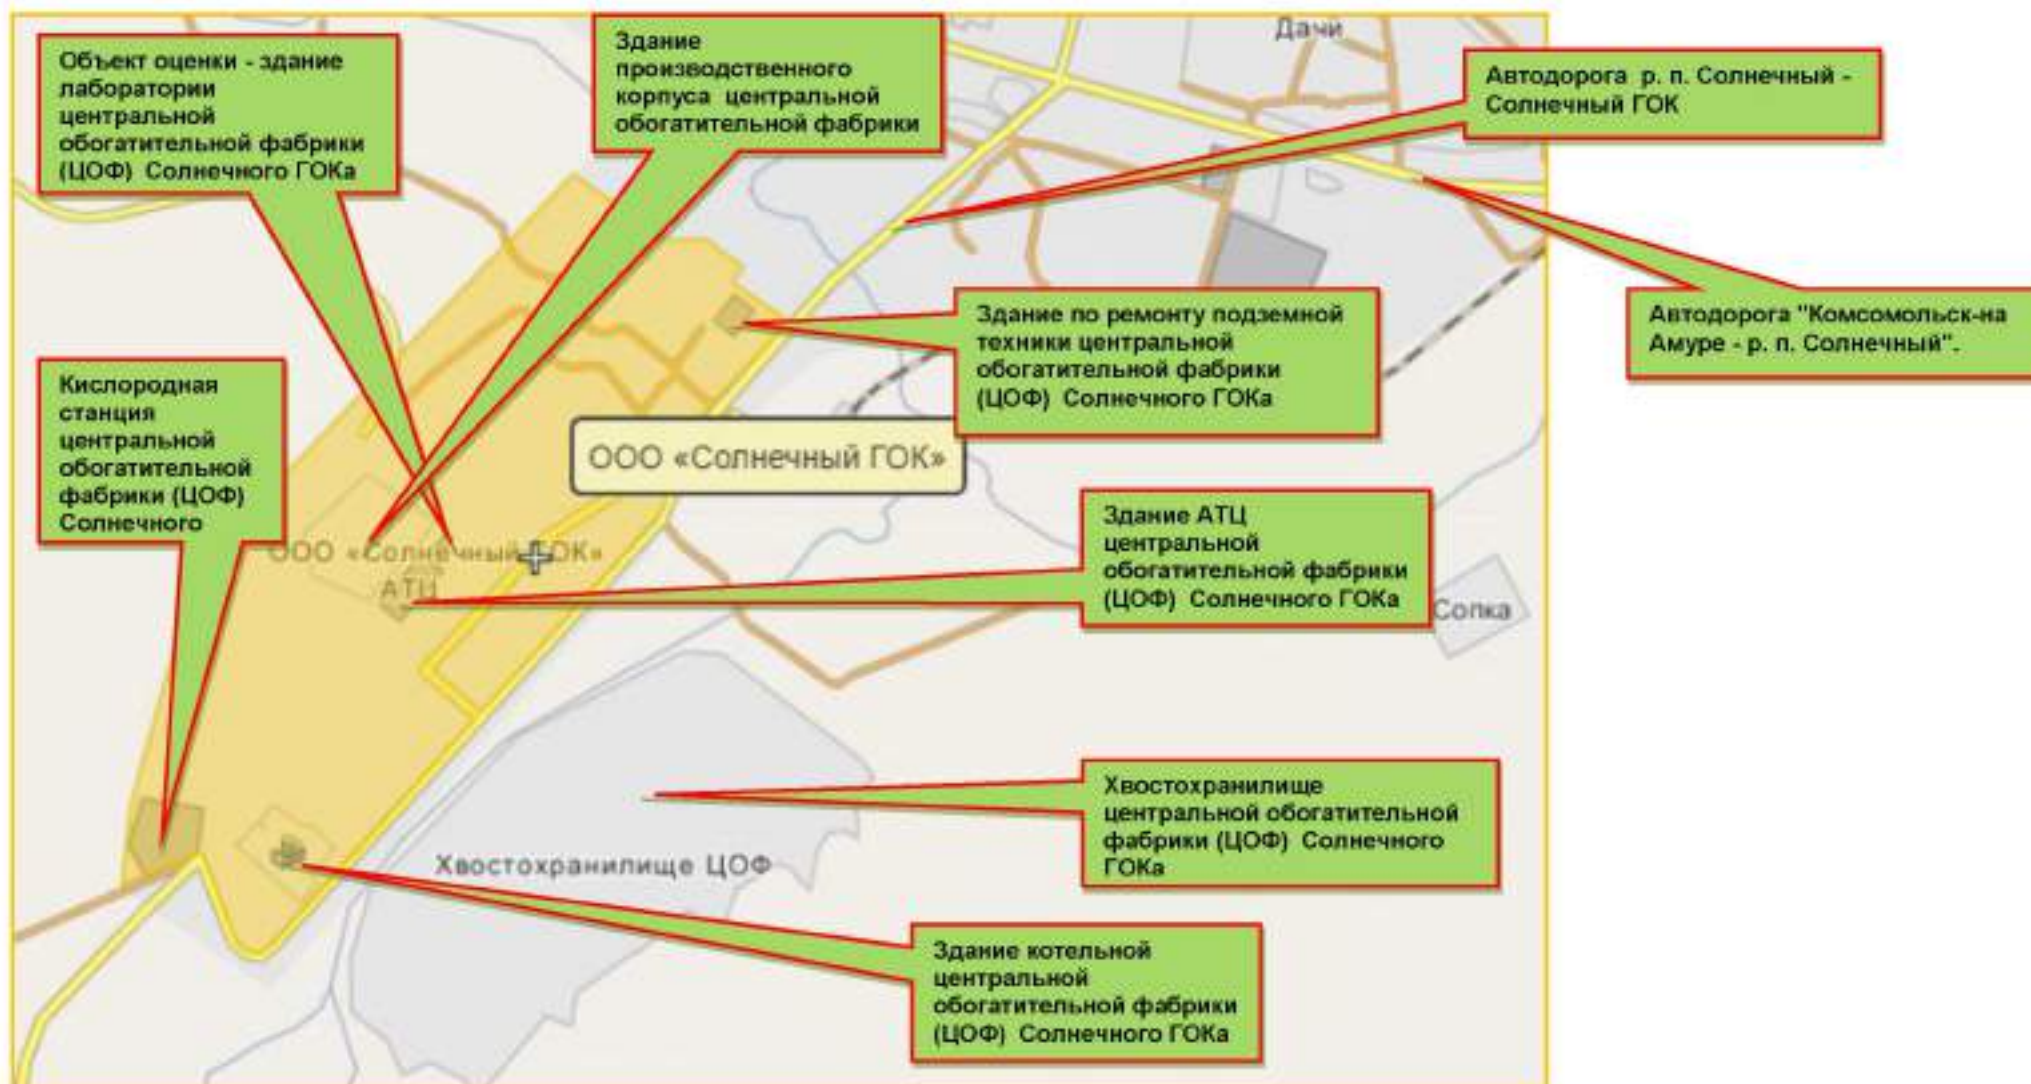 Дачи
Объект оценки - здание
лаборатории
центральной
обогатительной фабрики
(ЦОФ) Солнечного ГОКа
Здание
производственного
корпуса центральной
обогатительной фабрики
Автодорога р. п. Солнечный -
Солнечный ГОК
Автодорога "Комсомольск-на
Амуре - р. п. Солнечный".
Здание по ремонту подземной
техники центральной
обогатительной фабрики
(ЦОФ) Солнечного ГОКа
Кислородная
станция
центральной
обогатительной
фабрики (ЦОФ)
Солнечного
ООО «Солнечный ГОК»
ООО «Солнечный ГОК»
АТЦ
Здание АТЦ
центральной
обогатительной фабрики
(ЦОФ) Солнечного ГОКа
Сопка
Хвостохранилище
центральной обогатительной
фабрики (ЦОФ) Солнечного
ГОКа
Хвостохранилище ЦОФ
Здание котельной
центральной
обогатительной фабрики
(ЦОФ) Солнечного ГОКа